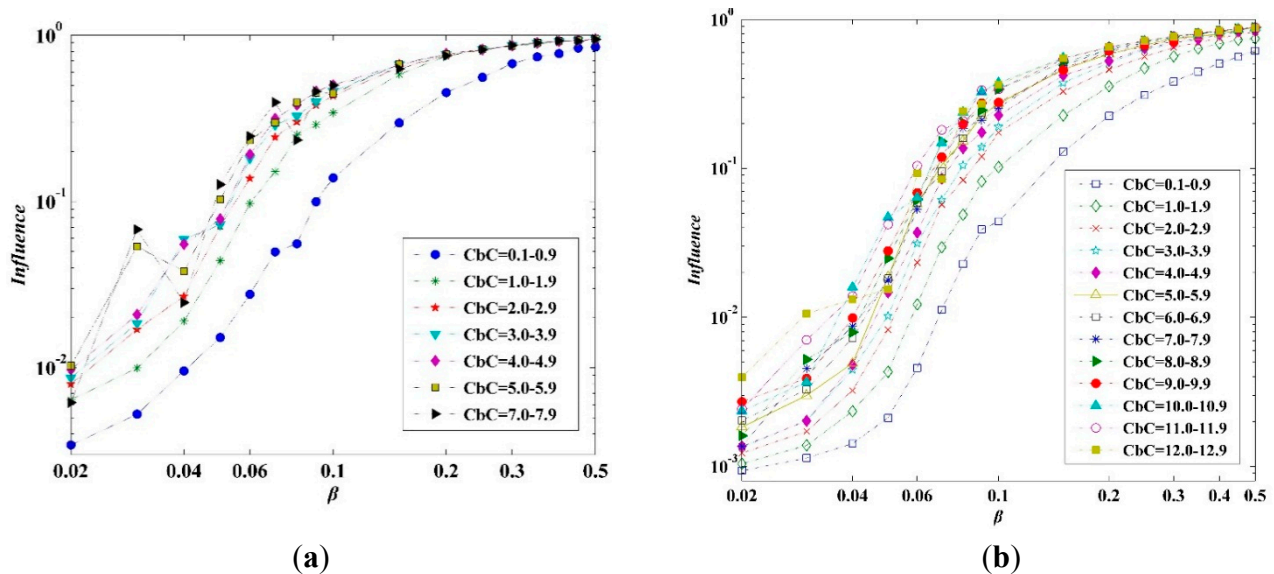 10^0
10^-1
10^-2
Influence
CbC=0.1-0.9
CbC=1.0-1.9
CbC=2.0-2.9
CbC=3.0-3.9
CbC=4.0-4.9
CbC=5.0-5.9
CbC=7.0-7.9
0.02 0.04 0.06 0.1 0.2 0.3 0.5
β
(a)
10^0
10^-1
10^-2
10^-3
Influence
CbC=0.1-0.9
CbC=1.0-1.9
CbC=2.0-2.9
CbC=3.0-3.9
CbC=4.0-4.9
CbC=5.0-5.9
CbC=6.0-6.9
CbC=7.0-7.9
CbC=8.0-8.9
CbC=9.0-9.9
CbC=10.0-10.9
CbC=11.0-11.9
CbC=12.0-12.9
0.02 0.04 0.06 0.1 0.2 0.3 0.4 0.5
β
(b)